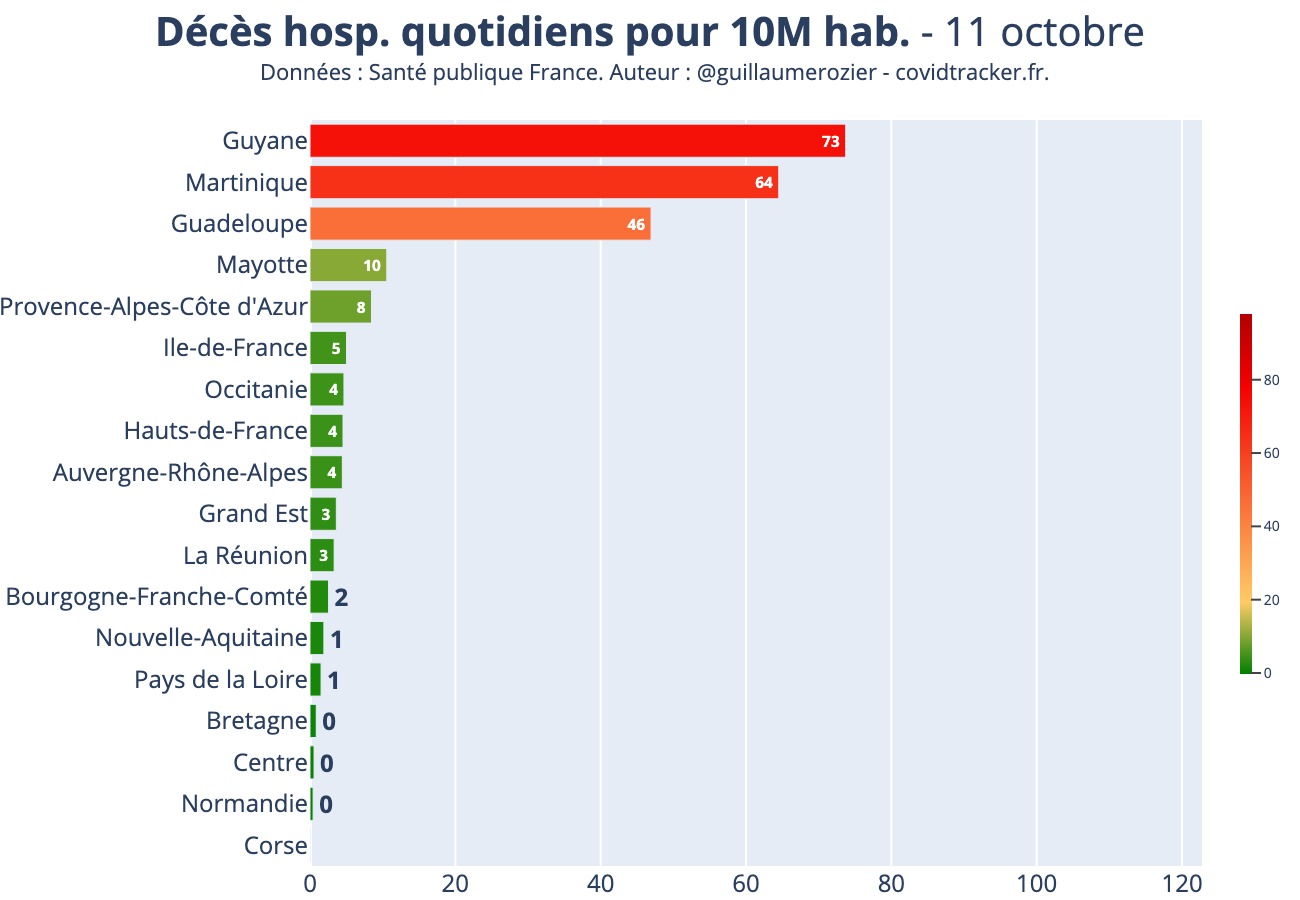 Décès hosp. quotidiens pour 10M hab. - 11 octobre
Données : Santé publique France. Auteur : @guillaumerozier - covidtracker.fr.
Guyane 73
Martinique 64
Guadeloupe 46
Mayotte 10
Provence-Alpes-Côte d'Azur 8
Ile-de-France 5
Occitanie 4
Hauts-de-France 4
Auvergne-Rhône-Alpes 4
Grand Est 3
La Réunion 3
Bourgogne-Franche-Comté 2
Nouvelle-Aquitaine 1
Pays de la Loire 1
Bretagne 0
Centre 0
Normandie 0
Corse
0 20 40 60 80 100 120
80
60
40
20
0